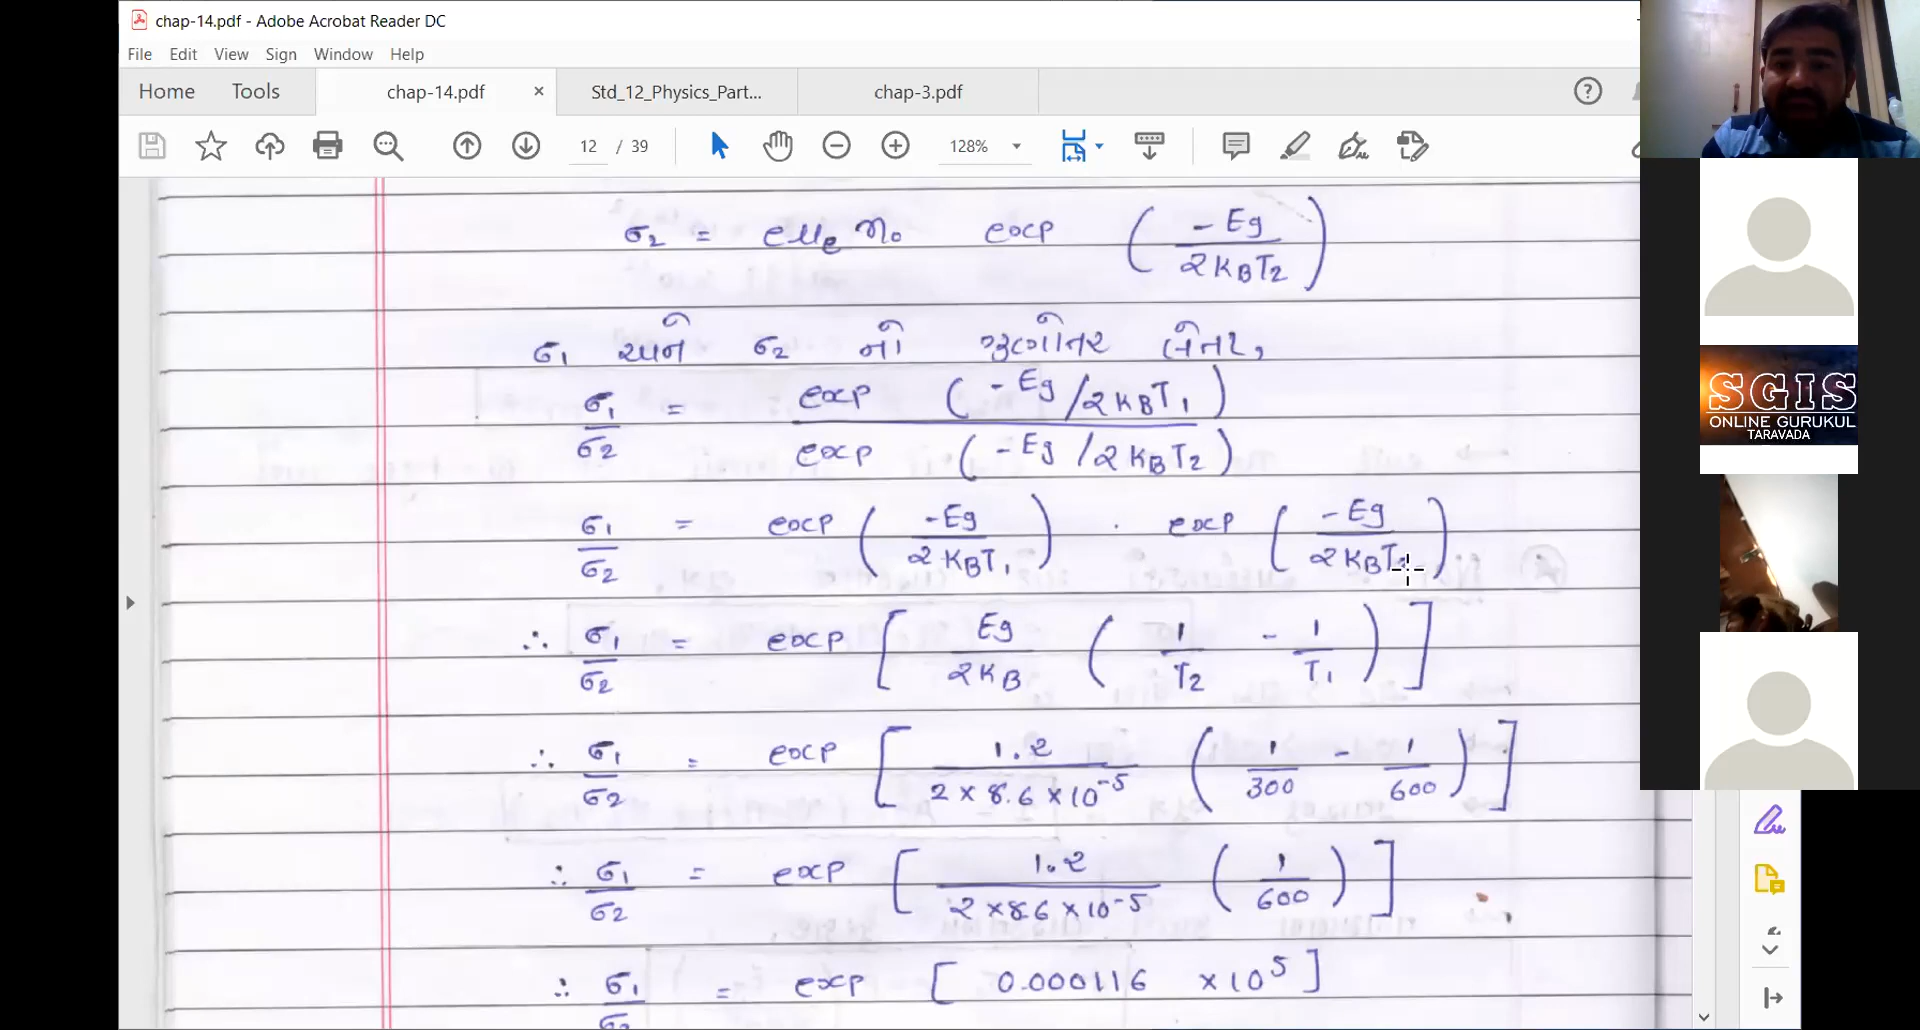 chap-14.pdf - Adobe Acrobat Reader DC
File Edit View Sign Window Help
Home Tools chap-14.pdf × Std_12_Physics_Part... chap-3.pdf
12 / 39 128%
σ₂ = eμₑ n₀ exp (-Eg / 2KBT₂)
σ₁ અને σ₂ નો ગુણોત્તર લેતાં,
σ₁/σ₂ = exp (-Eg/2KBT₁) / exp (-Eg/2KBT₂)
σ₁/σ₂ = exp (-Eg / 2KBT₁) · exp (-Eg / 2KBT₂)
∴ σ₁/σ₂ = exp [ Eg / 2KB ( 1/T₂ - 1/T₁ ) ]
∴ σ₁/σ₂ = exp [ 1.2 / 2 × 8.6 × 10⁻⁵ ( 1/300 - 1/600 ) ]
∴ σ₁/σ₂ = exp [ 1.2 / 2 × 8.6 × 10⁻⁵ ( 1/600 ) ]
∴ σ₁/σ₂ = exp [ 0.000116 × 10⁵ ]
SGIS
ONLINE GURUKUL
TARAVADA